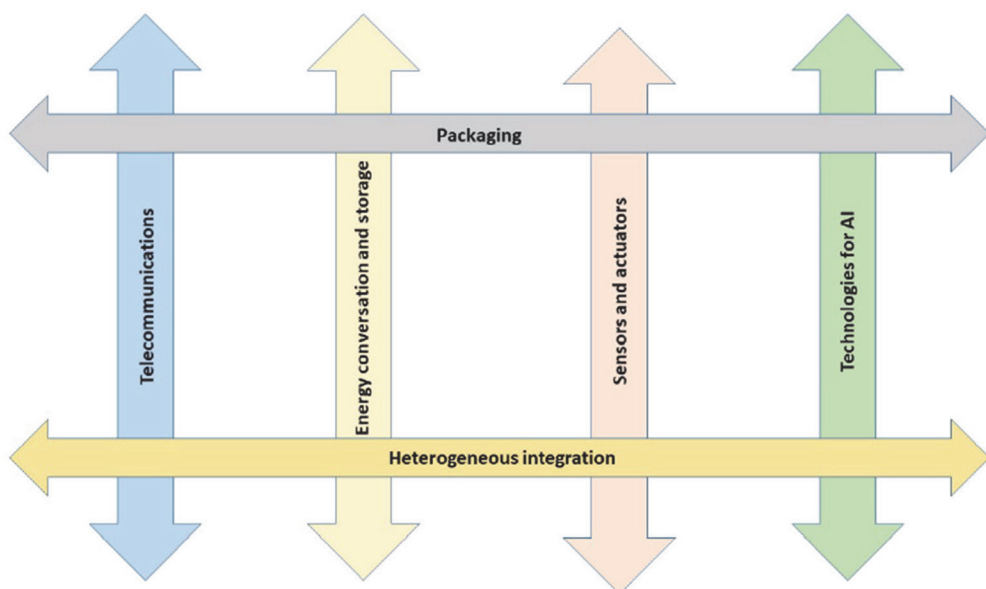 Packaging
Telecommunications
Energy conversation and storage
Sensors and actuators
Technologies for AI
Heterogeneous integration